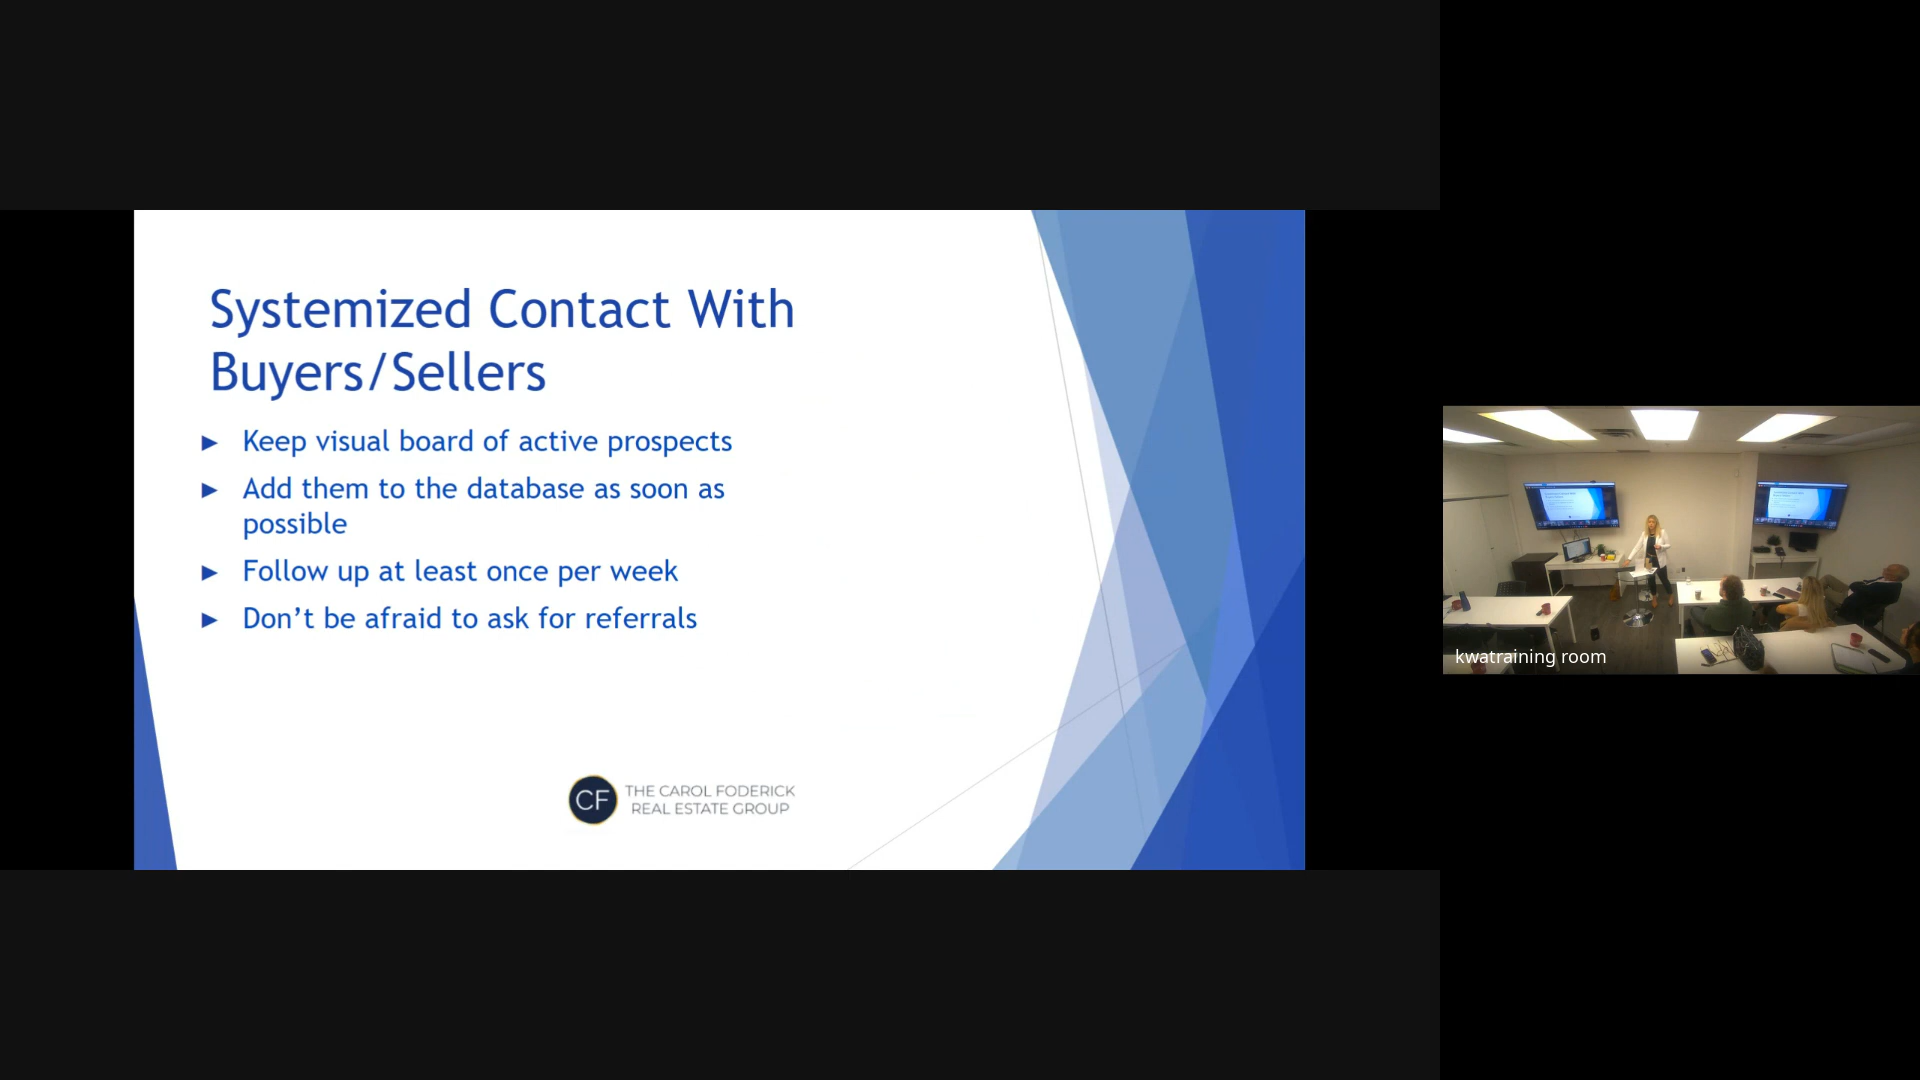 Systemized Contact With
Buyers/Sellers
► Keep visual board of active prospects
► Add them to the database as soon as
possible
► Follow up at least once per week
► Don’t be afraid to ask for referrals
CF
THE CAROL FODERICK
REAL ESTATE GROUP
kwatraining room